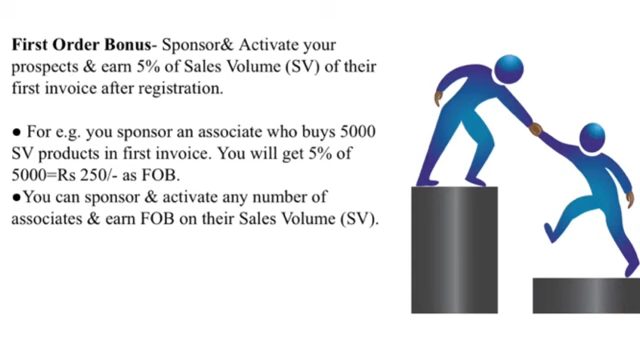 First Order Bonus- Sponsor& Activate your
prospects & earn 5% of Sales Volume (SV) of their
first invoice after registration.
● For e.g. you sponsor an associate who buys 5000
SV products in first invoice. You will get 5% of
5000=Rs 250/- as FOB.
●You can sponsor & activate any number of
associates & earn FOB on their Sales Volume (SV).